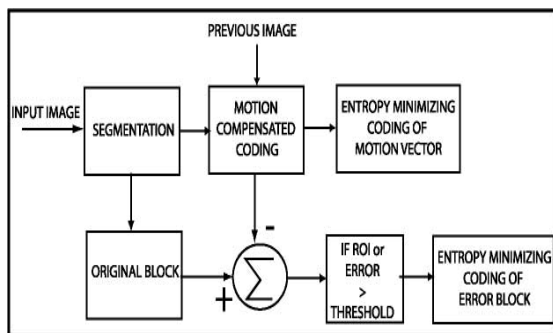 PREVIOUS IMAGE
INPUT IMAGE
SEGMENTATION
MOTION
COMPENSATED
CODING
ENTROPY MINIMIZING
CODING OF
MOTION VECTOR
-
ORIGINAL BLOCK
+
Σ
IF ROI or
ERROR
>
THRESHOLD
ENTROPY MINIMIZING
CODING OF
ERROR BLOCK